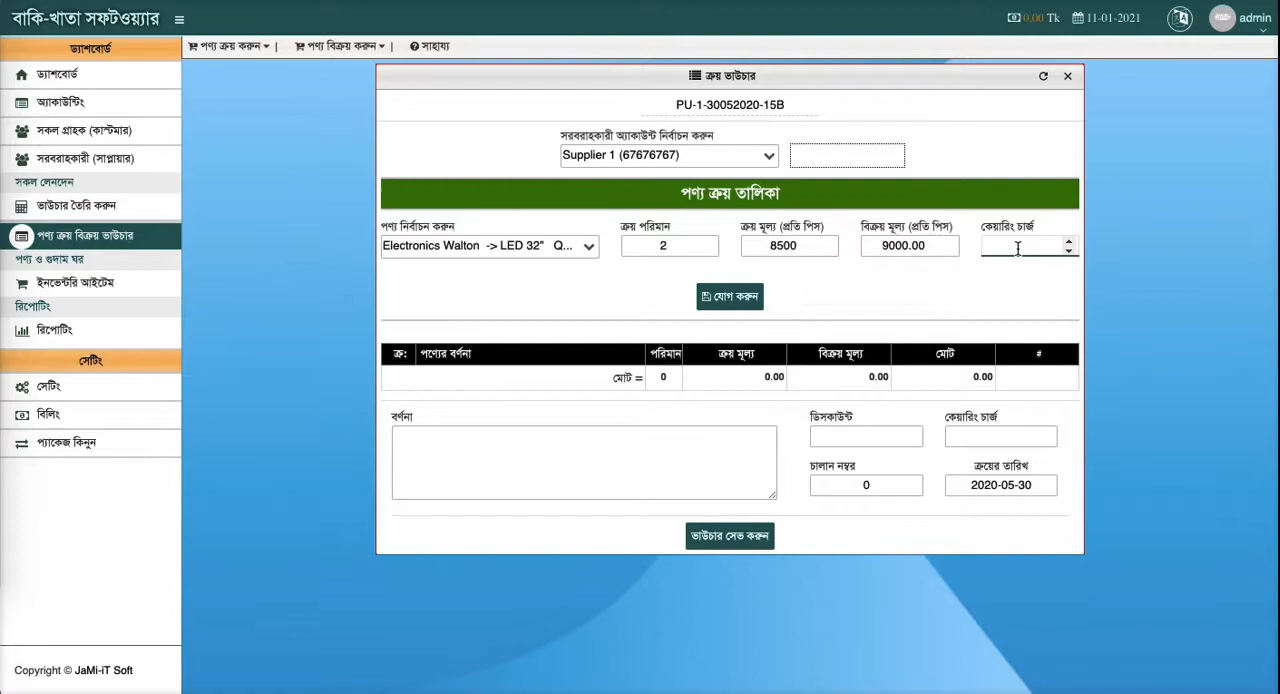 বাকি-খাতা সফটওয়্যার
0.00 Tk 11-01-2021 admin
ড্যাশবোর্ড
পণ্য ক্রয় করুন | পণ্য বিক্রয় করুন | সাহায্য
ড্যাশবোর্ড
অ্যাকাউন্টিং
সকল গ্রাহক (কাস্টমার)
সরবরাহকারী (সাপ্লায়ার)
সকল লেনদেন
ভাউচার তৈরি করুন
পণ্য ক্রয় বিক্রয় ভাউচার
পণ্য ও গুদাম ঘর
ইনভেন্টরি আইটেম
রিপোটিং
রিপোটিং
সেটিং
সেটিং
বিলিং
প্যাকেজ কিনুন
Copyright © JaMi-iT Soft
ক্রয় ভাউচার
PU-1-30052020-15B
সরবরাহকারী অ্যাকাউন্ট নির্বাচন করুন
Supplier 1 (67676767)
পণ্য ক্রয় তালিকা
পণ্য নির্বাচন করুন ক্রয় পরিমান ক্রয় মূল্য (প্রতি পিস) বিক্রয় মূল্য (প্রতি পিস) কেয়ারিং চার্জ
Electronics Walton -> LED 32" Q... 2 8500 9000.00
যোগ করুন
ক্র: পণ্যের বর্ণনা পরিমান ক্রয় মূল্য বিক্রয় মূল্য মোট #
মোট = 0 0.00 0.00 0.00
বর্ণনা ডিসকাউন্ট কেয়ারিং চার্জ
চালান নম্বর ক্রয়ের তারিখ
0 2020-05-30
ভাউচার সেভ করুন